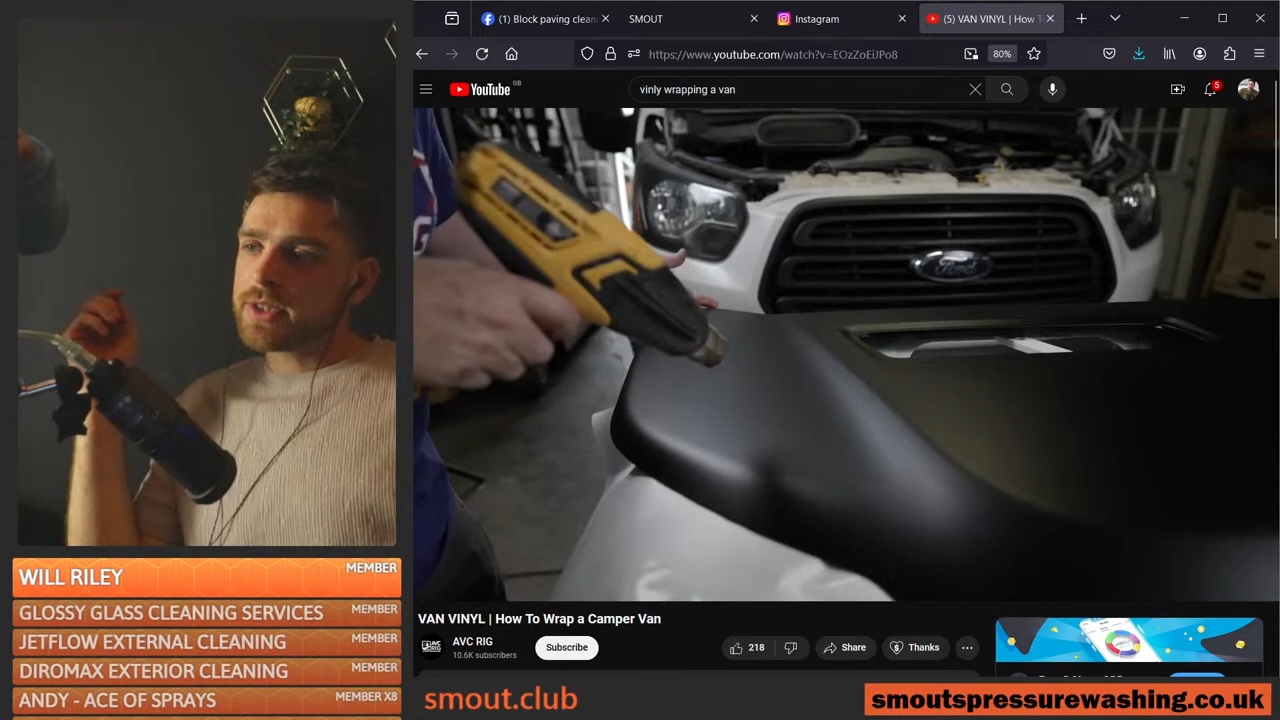 (1) Block paving clean
SMOUT
Instagram
(5) VAN VINYL | How T
https://www.youtube.com/watch?v=EOzZoEiJPo8
80%
YouTube GB
vinly wrapping a van
5
Ford
WILL RILEY MEMBER
GLOSSY GLASS CLEANING SERVICES MEMBER
JETFLOW EXTERNAL CLEANING MEMBER
DIROMAX EXTERIOR CLEANING MEMBER
ANDY - ACE OF SPRAYS MEMBER X8
VAN VINYL | How To Wrap a Camper Van
AVC RIG
10.6K subscribers
Subscribe
218
Share
Thanks
smout.club
smoutspressurewashing.co.uk